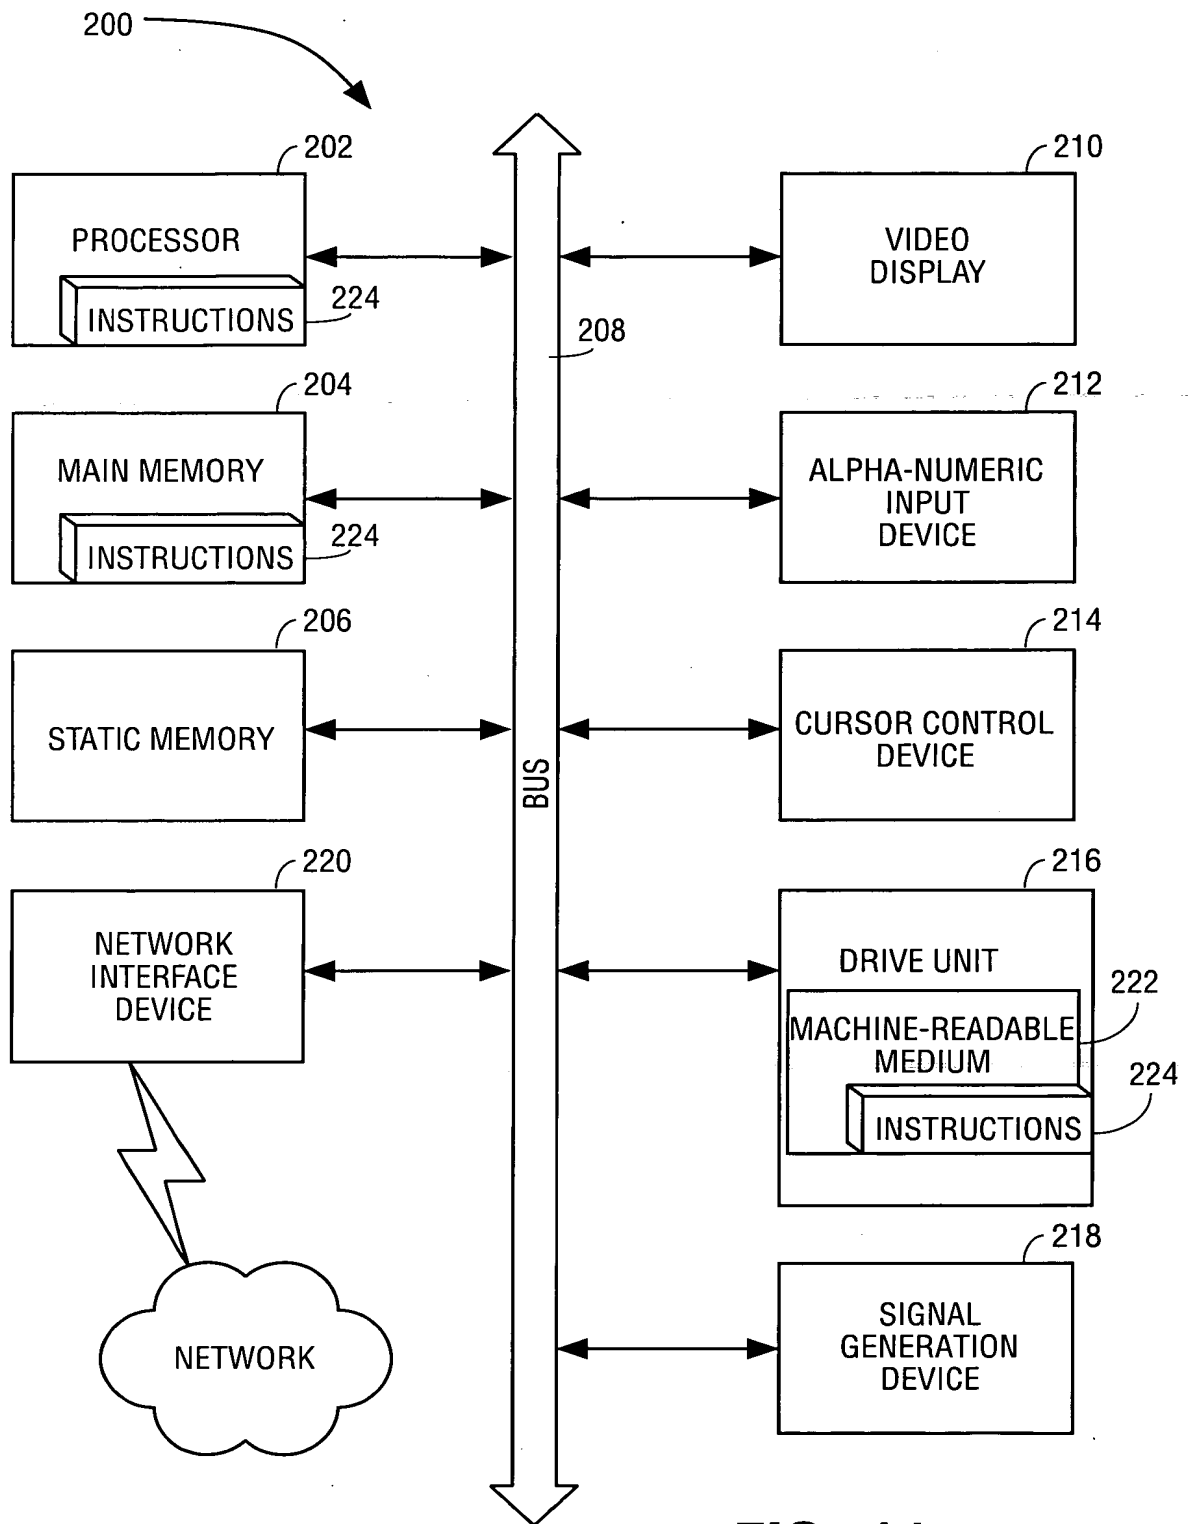 200
202
PROCESSOR
INSTRUCTIONS
224
204
MAIN MEMORY
INSTRUCTIONS
224
206
STATIC MEMORY
220
NETWORK
INTERFACE
DEVICE
NETWORK
208
BUS
210
VIDEO
DISPLAY
212
ALPHA-NUMERIC
INPUT
DEVICE
214
CURSOR CONTROL
DEVICE
216
DRIVE UNIT
222
MACHINE-READABLE
MEDIUM
224
INSTRUCTIONS
218
SIGNAL
GENERATION
DEVICE